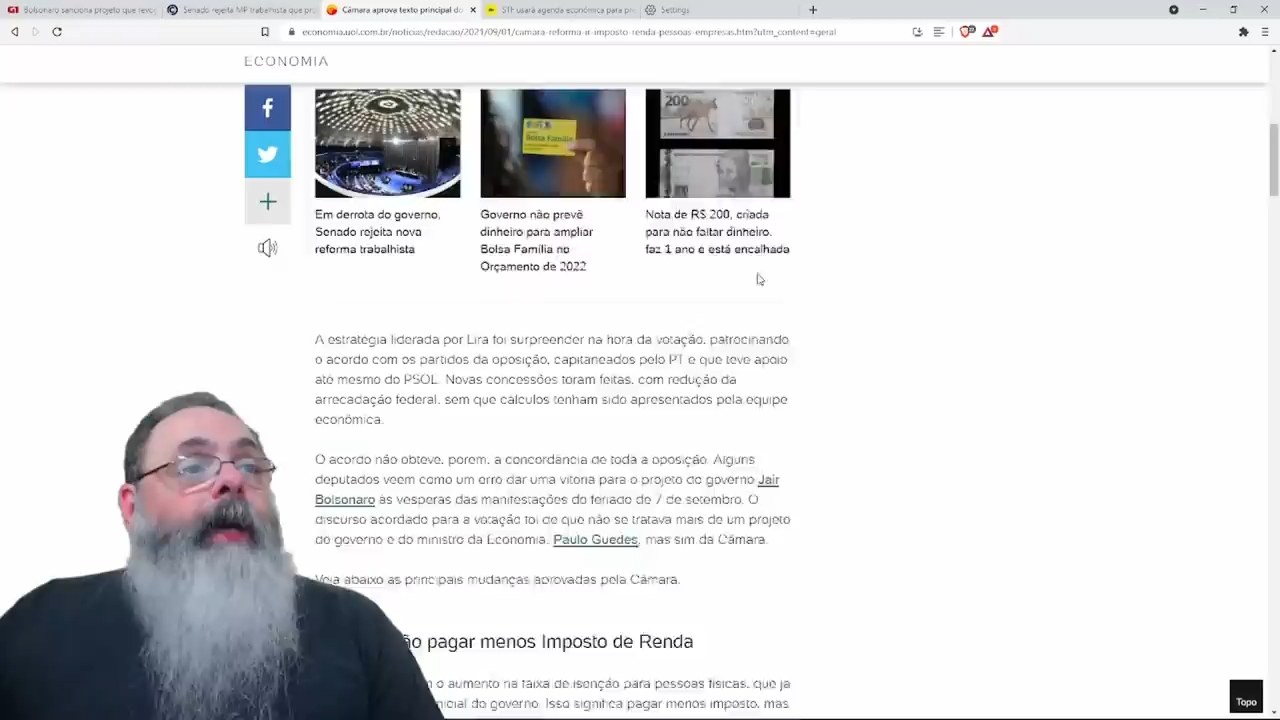 Bolsonaro sanciona projeto que revog
Senado rejeita MP trabalhista que pro
Câmara aprova texto principal do
STF usará agenda econômica para pre
Settings
economia.uol.com.br/noticias/redacao/2021/09/01/camara-reforma-ir-imposto-renda-pessoas-empresas.htm?utm_content=geral
ECONOMIA
200
Bolsa Família
Em derrota do governo,
Senado rejeita nova
reforma trabalhista
Governo não prevê
dinheiro para ampliar
Bolsa Família no
Orçamento de 2022
Nota de R$ 200, criada
para não faltar dinheiro,
faz 1 ano e está encalhada
A estratégia liderada por Lira foi surpreender na hora da votação, patrocinando
o acordo com os partidos da oposição, capitaneados pelo PT e que teve apoio
até mesmo do PSOL. Novas concessões foram feitas, com redução da
arrecadação federal, sem que cálculos tenham sido apresentados pela equipe
econômica.
O acordo não obteve, porém, a concordância de toda a oposição. Alguns
deputados veem como um erro dar uma vitória para o projeto do governo Jair
Bolsonaro às vésperas das manifestações do feriado de 7 de setembro. O
discurso acordado para a votação foi de que não se tratava mais de um projeto
do governo e do ministro da Economia, Paulo Guedes, mas sim da Câmara.
Veja abaixo as principais mudanças aprovadas pela Câmara.
ão pagar menos Imposto de Renda
o aumento na faixa de isenção para pessoas físicas, que já
nicial do governo. Isso significa pagar menos imposto, mas
Topo